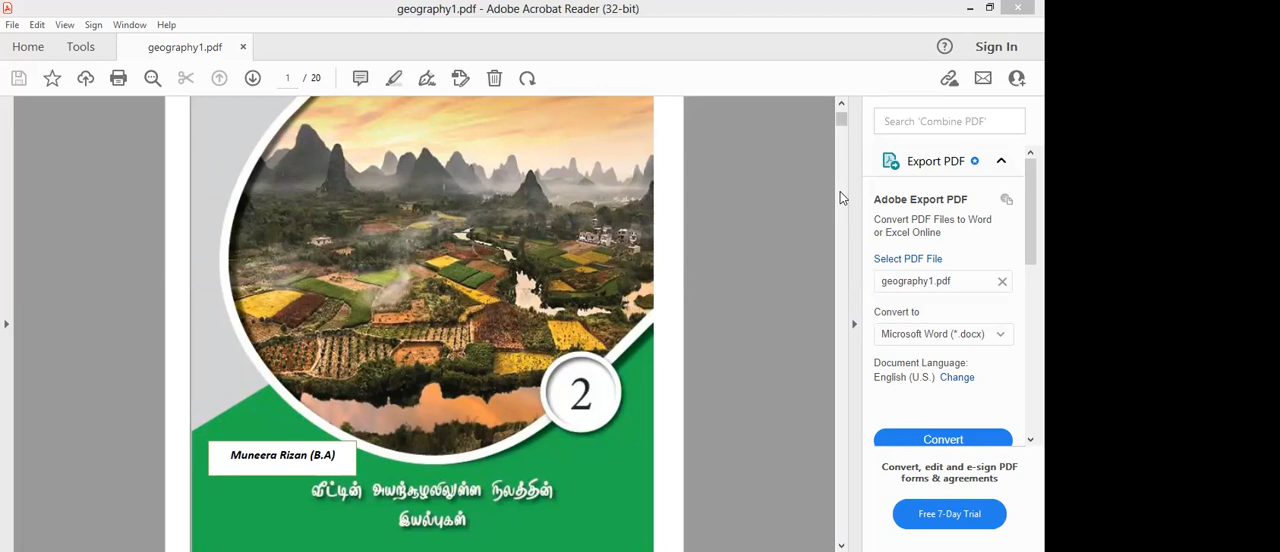 geography1.pdf - Adobe Acrobat Reader (32-bit)
File Edit View Sign Window Help
Home Tools geography1.pdf × Sign In
1 / 20
Search 'Combine PDF'
Export PDF
Adobe Export PDF
Convert PDF Files to Word
or Excel Online
Select PDF File
geography1.pdf
Convert to
Microsoft Word (*.docx)
Document Language:
English (U.S.) Change
Convert
Convert, edit and e-sign PDF
forms & agreements
Free 7-Day Trial
2
Muneera Rizan (B.A)
வீட்டின் அயற்சூழலிலுள்ள நிலத்தின்
இயல்புகள்